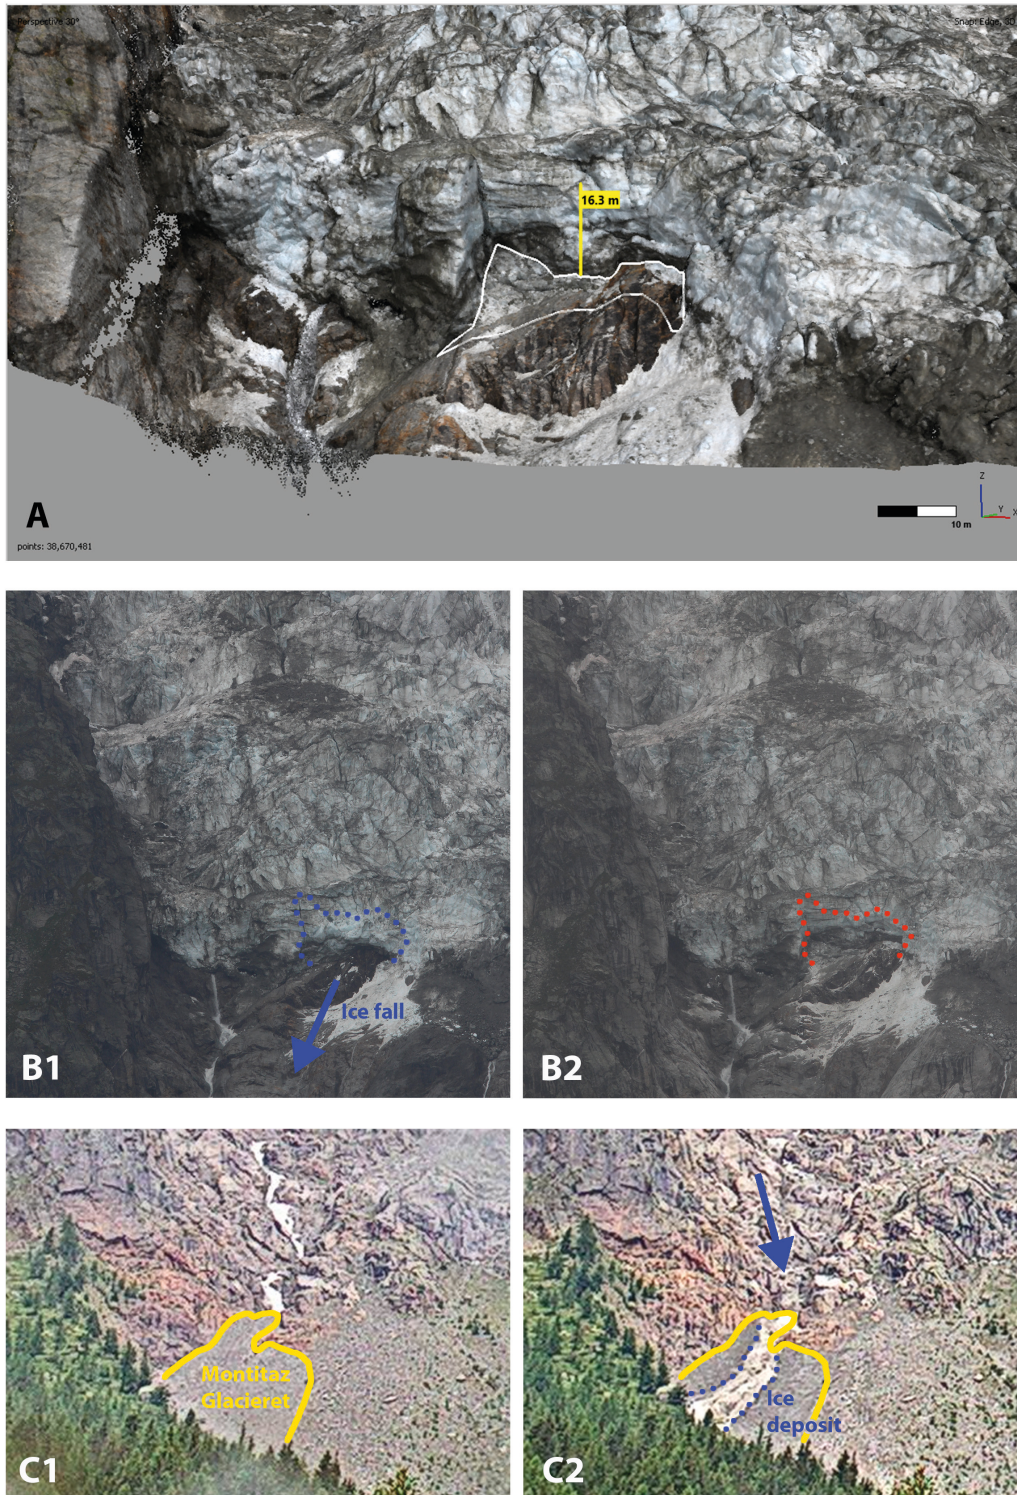 Perspective 30°
Snap: Edge, 3D
16.3 m
Z
Y
X
10 m
A
points: 38,670,481
Ice fall
B1
B2
Montitaz
Glacieret
C1
Ice
deposit
C2